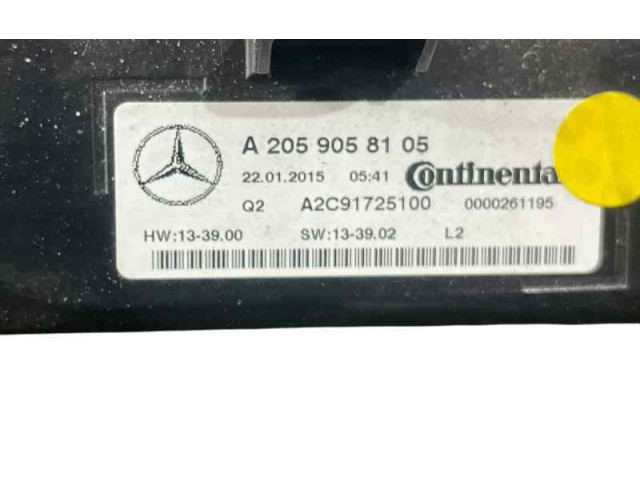 A 205 905 81 05
22.01.2015 05:41 Continenta
Q2 A2C91725100 0000261195
HW:13-39.00 SW:13-39.02 L2